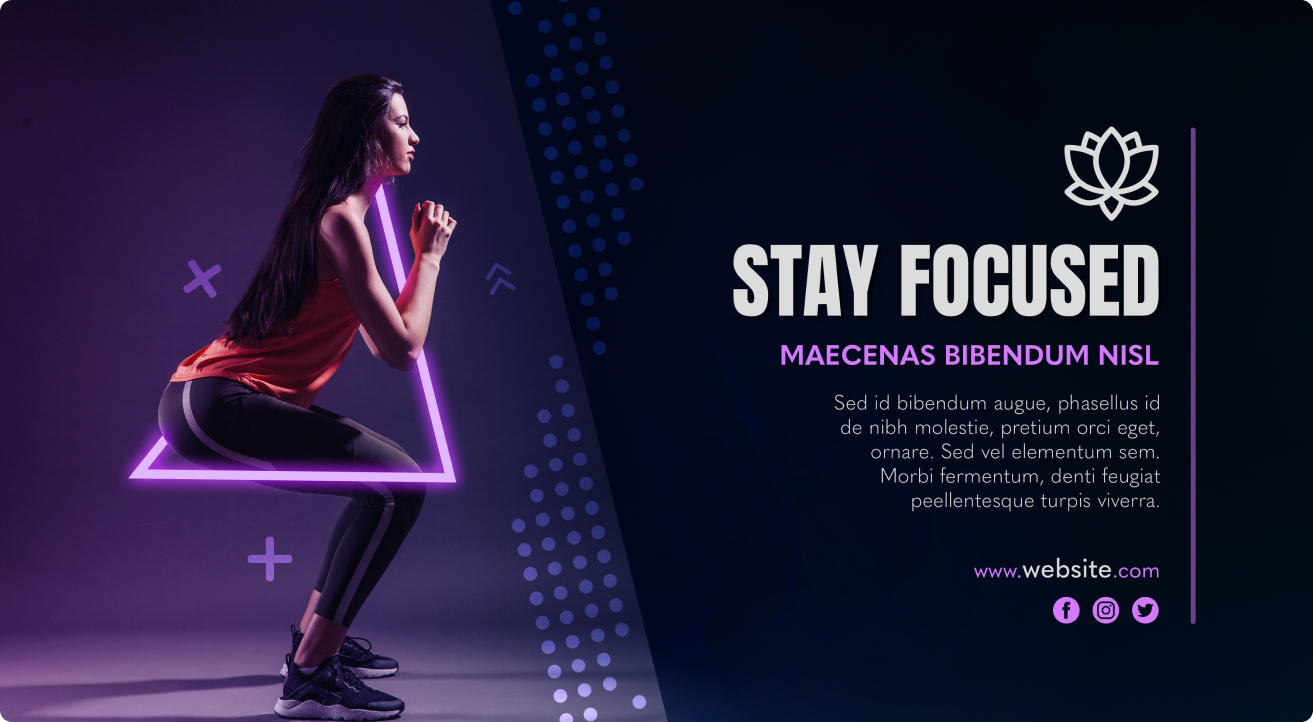 STAY FOCUSED
MAECENAS BIBENDUM NISL
Sed id bibendum augue, phasellus id
de nibh molestie, pretium orci eget,
ornare. Sed vel elementum sem.
Morbi fermentum, denti feugiat
peellentesque turpis viverra.
www.website.com